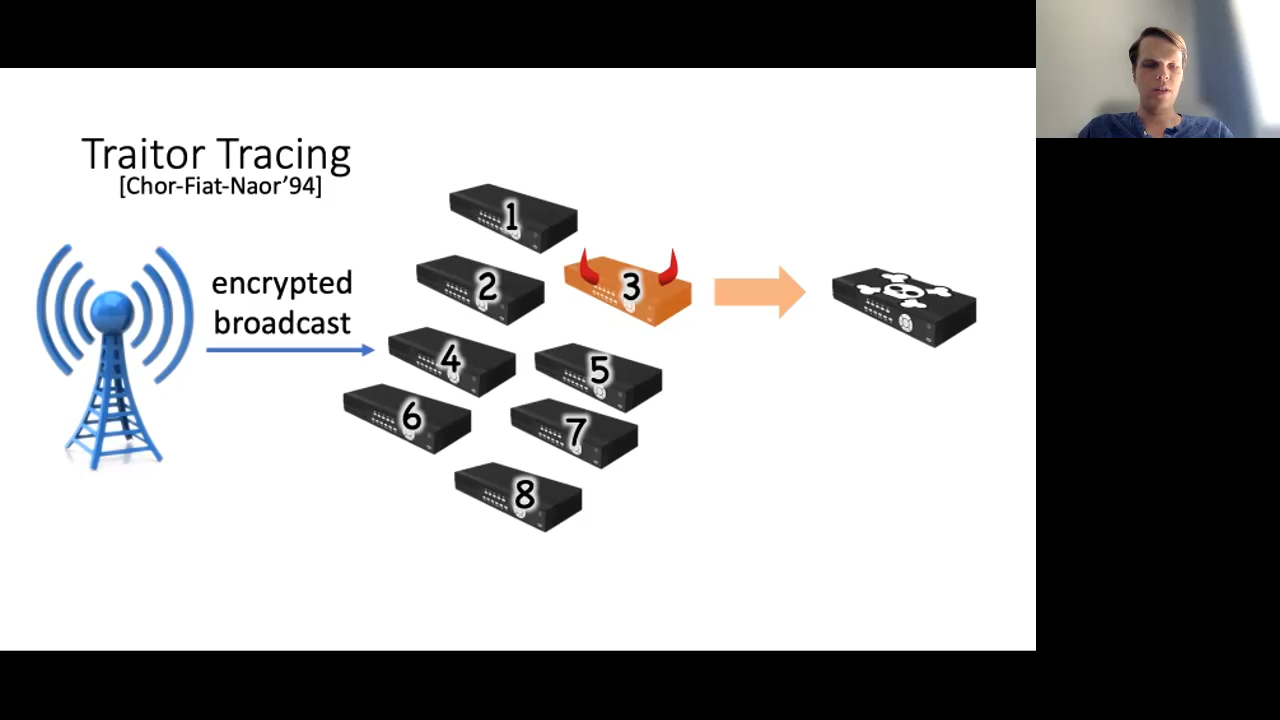 Traitor Tracing
[Chor-Fiat-Naor’94]
encrypted
broadcast
1
2
3
4
5
6
7
8